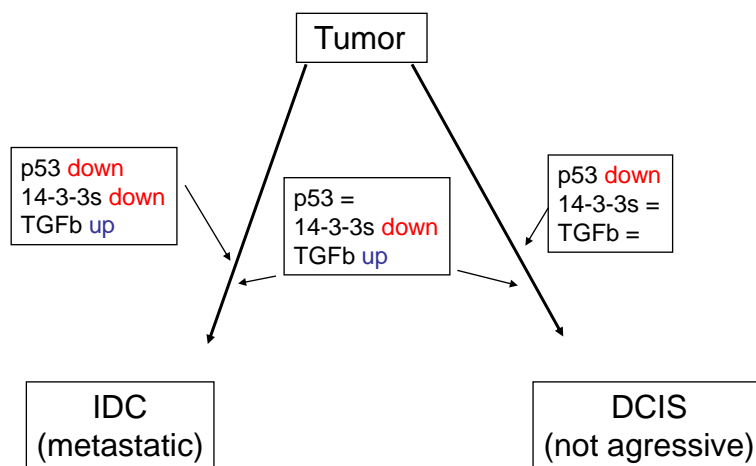 Tumor
p53 down
14-3-3s down
TGFb up
p53 =
14-3-3s down
TGFb up
p53 down
14-3-3s =
TGFb =
IDC
(metastatic)
DCIS
(not agressive)